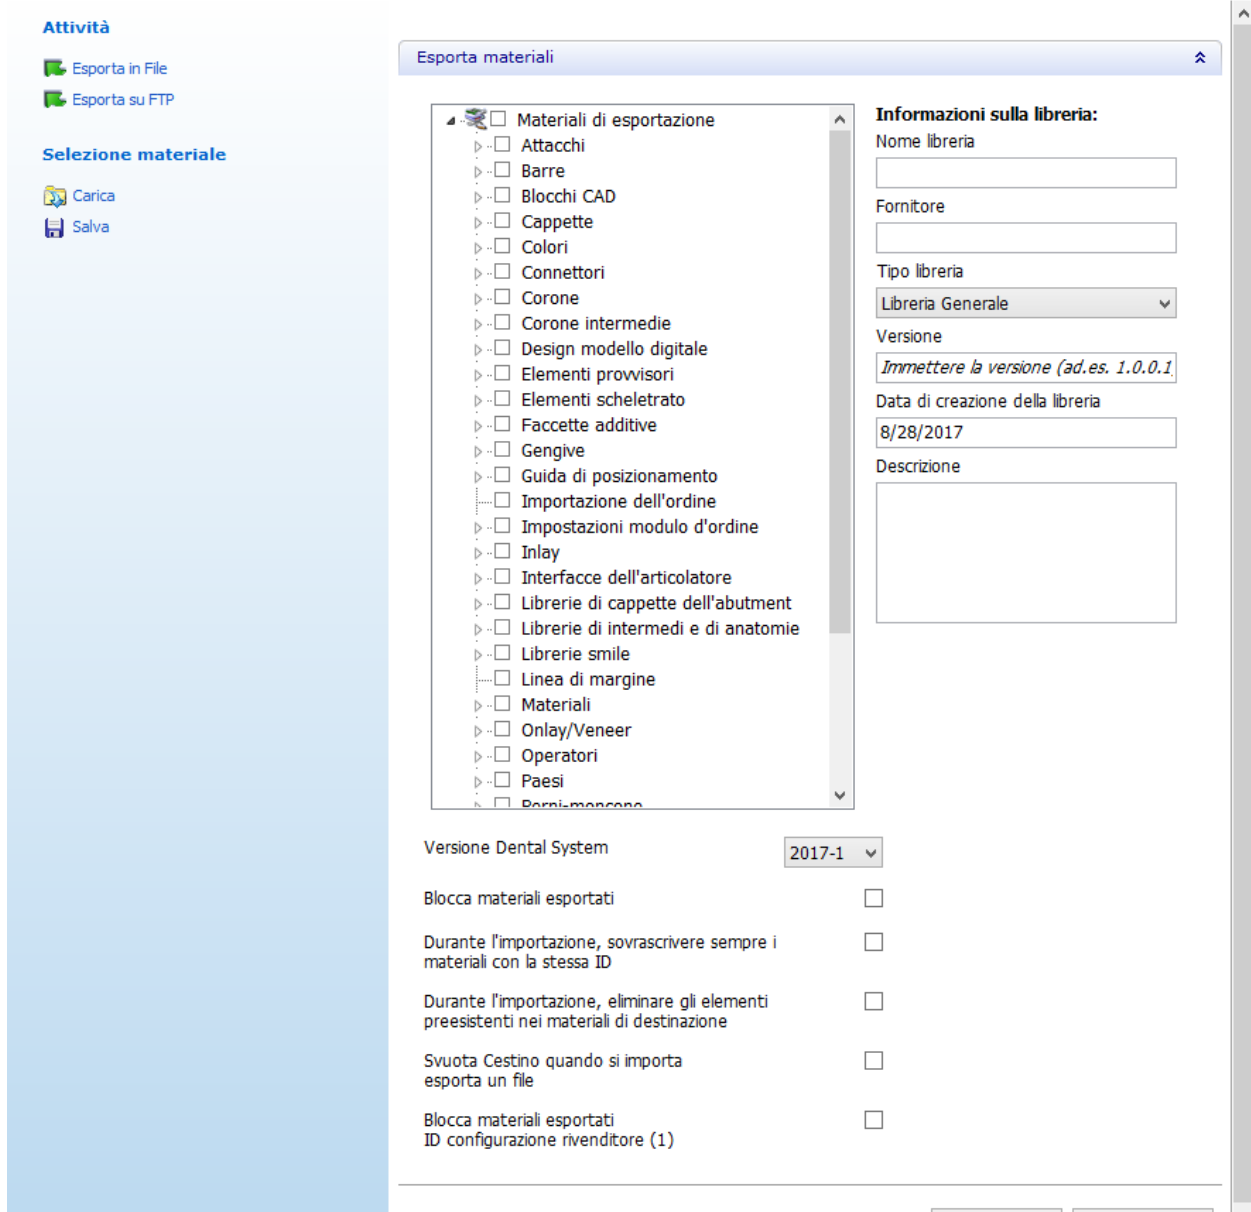 Attività
Esporta in File
Esporta su FTP
Selezione materiale
Carica
Salva
Esporta materiali
Materiali di esportazione
Attacchi
Barre
Blocchi CAD
Cappette
Colori
Connettori
Corone
Corone intermedie
Design modello digitale
Elementi provvisori
Elementi scheletrato
Faccette additive
Gengive
Guida di posizionamento
Importazione dell'ordine
Impostazioni modulo d'ordine
Inlay
Interfacce dell'articolatore
Librerie di cappette dell'abutment
Librerie di intermedi e di anatomie
Librerie smile
Linea di margine
Materiali
Onlay/Veneer
Operatori
Paesi
Perni-moncone
Informazioni sulla libreria:
Nome libreria
Fornitore
Tipo libreria
Libreria Generale
Versione
Immettere la versione (ad.es. 1.0.0.1
Data di creazione della libreria
8/28/2017
Descrizione
Versione Dental System
2017-1
Blocca materiali esportati
Durante l'importazione, sovrascrivere sempre i
materiali con la stessa ID
Durante l'importazione, eliminare gli elementi
preesistenti nei materiali di destinazione
Svuota Cestino quando si importa
esporta un file
Blocca materiali esportati
ID configurazione rivenditore (1)